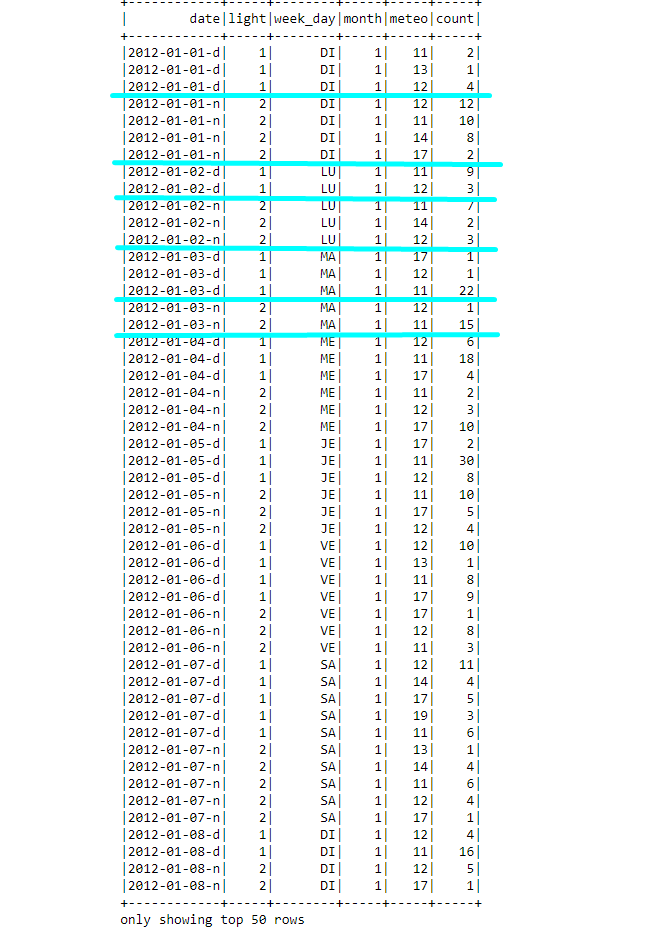 +------------+-----+--------+-----+-----+-----+
|        date|light|week_day|month|meteo|count|
+------------+-----+--------+-----+-----+-----+
|2012-01-01-d|    1|      DI|    1|   11|    2|
|2012-01-01-d|    1|      DI|    1|   13|    1|
|2012-01-01-d|    1|      DI|    1|   12|    4|
|2012-01-01-n|    2|      DI|    1|   12|   12|
|2012-01-01-n|    2|      DI|    1|   11|   10|
|2012-01-01-n|    2|      DI|    1|   14|    8|
|2012-01-01-n|    2|      DI|    1|   17|    2|
|2012-01-02-d|    1|      LU|    1|   11|    9|
|2012-01-02-d|    1|      LU|    1|   12|    3|
|2012-01-02-n|    2|      LU|    1|   11|    7|
|2012-01-02-n|    2|      LU|    1|   14|    2|
|2012-01-02-n|    2|      LU|    1|   12|    3|
|2012-01-03-d|    1|      MA|    1|   17|    1|
|2012-01-03-d|    1|      MA|    1|   12|    1|
|2012-01-03-d|    1|      MA|    1|   11|   22|
|2012-01-03-n|    2|      MA|    1|   12|    1|
|2012-01-03-n|    2|      MA|    1|   11|   15|
|2012-01-04-d|    1|      ME|    1|   12|    6|
|2012-01-04-d|    1|      ME|    1|   11|   18|
|2012-01-04-d|    1|      ME|    1|   17|    4|
|2012-01-04-n|    2|      ME|    1|   11|    2|
|2012-01-04-n|    2|      ME|    1|   12|    3|
|2012-01-04-n|    2|      ME|    1|   17|   10|
|2012-01-05-d|    1|      JE|    1|   17|    2|
|2012-01-05-d|    1|      JE|    1|   11|   30|
|2012-01-05-d|    1|      JE|    1|   12|    8|
|2012-01-05-n|    2|      JE|    1|   11|   10|
|2012-01-05-n|    2|      JE|    1|   17|    5|
|2012-01-05-n|    2|      JE|    1|   12|    4|
|2012-01-06-d|    1|      VE|    1|   12|   10|
|2012-01-06-d|    1|      VE|    1|   13|    1|
|2012-01-06-d|    1|      VE|    1|   11|    8|
|2012-01-06-d|    1|      VE|    1|   17|    9|
|2012-01-06-n|    2|      VE|    1|   17|    1|
|2012-01-06-n|    2|      VE|    1|   12|    8|
|2012-01-06-n|    2|      VE|    1|   11|    3|
|2012-01-07-d|    1|      SA|    1|   12|   11|
|2012-01-07-d|    1|      SA|    1|   14|    4|
|2012-01-07-d|    1|      SA|    1|   17|    5|
|2012-01-07-d|    1|      SA|    1|   19|    3|
|2012-01-07-d|    1|      SA|    1|   11|    6|
|2012-01-07-n|    2|      SA|    1|   13|    1|
|2012-01-07-n|    2|      SA|    1|   14|    4|
|2012-01-07-n|    2|      SA|    1|   11|    6|
|2012-01-07-n|    2|      SA|    1|   12|    4|
|2012-01-07-n|    2|      SA|    1|   17|    1|
|2012-01-08-d|    1|      DI|    1|   12|    4|
|2012-01-08-d|    1|      DI|    1|   11|   16|
|2012-01-08-n|    2|      DI|    1|   12|    5|
|2012-01-08-n|    2|      DI|    1|   17|    1|
+------------+-----+--------+-----+-----+-----+
only showing top 50 rows